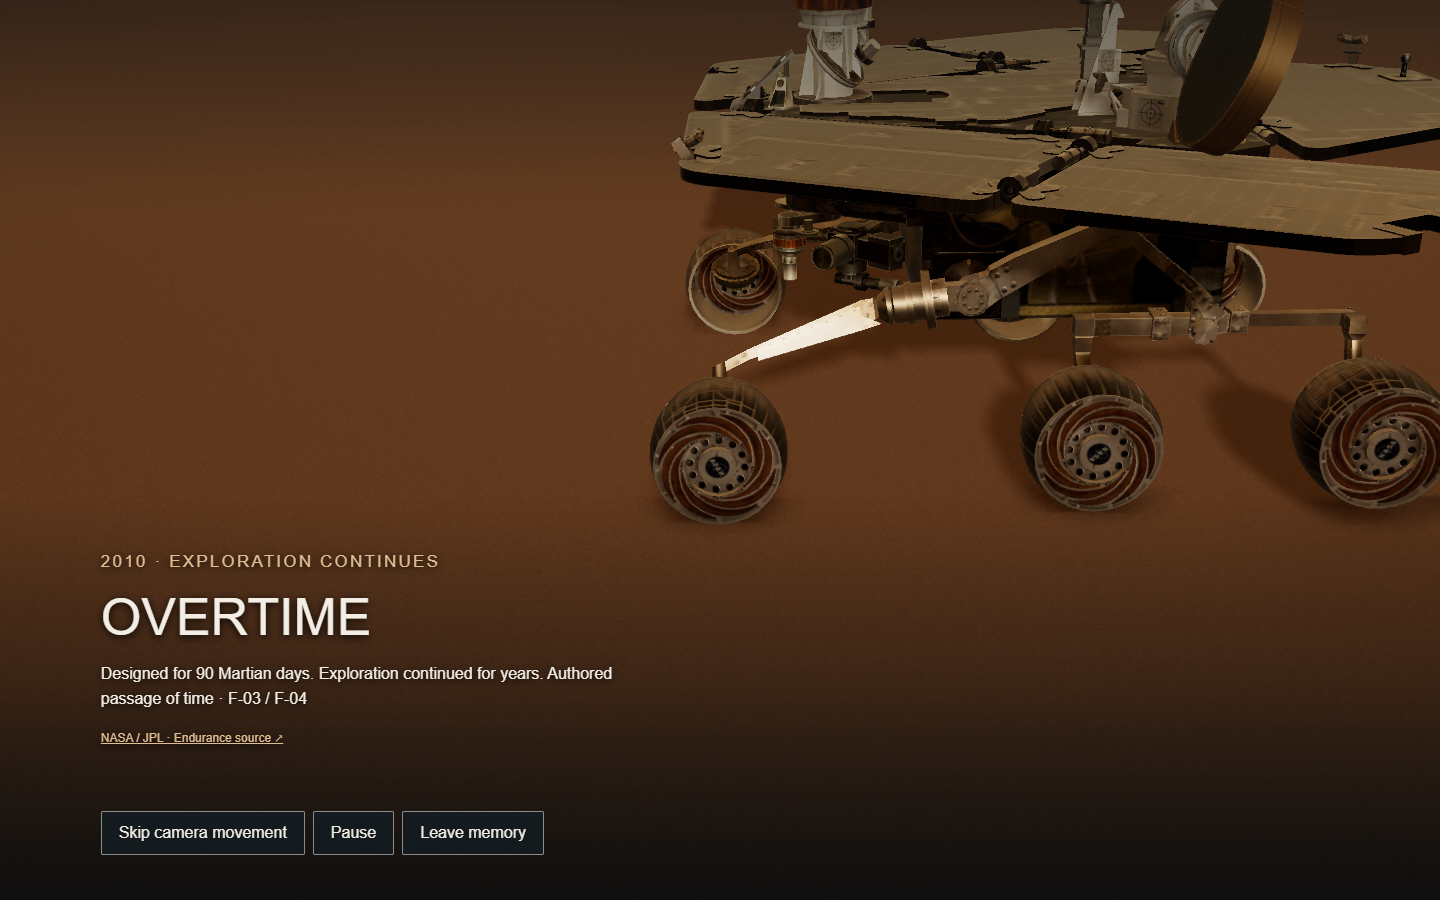 2010 · EXPLORATION CONTINUES
OVERTIME
Designed for 90 Martian days. Exploration continued for years. Authored
passage of time · F-03 / F-04
NASA / JPL · Endurance source ↗
Skip camera movement
Pause
Leave memory